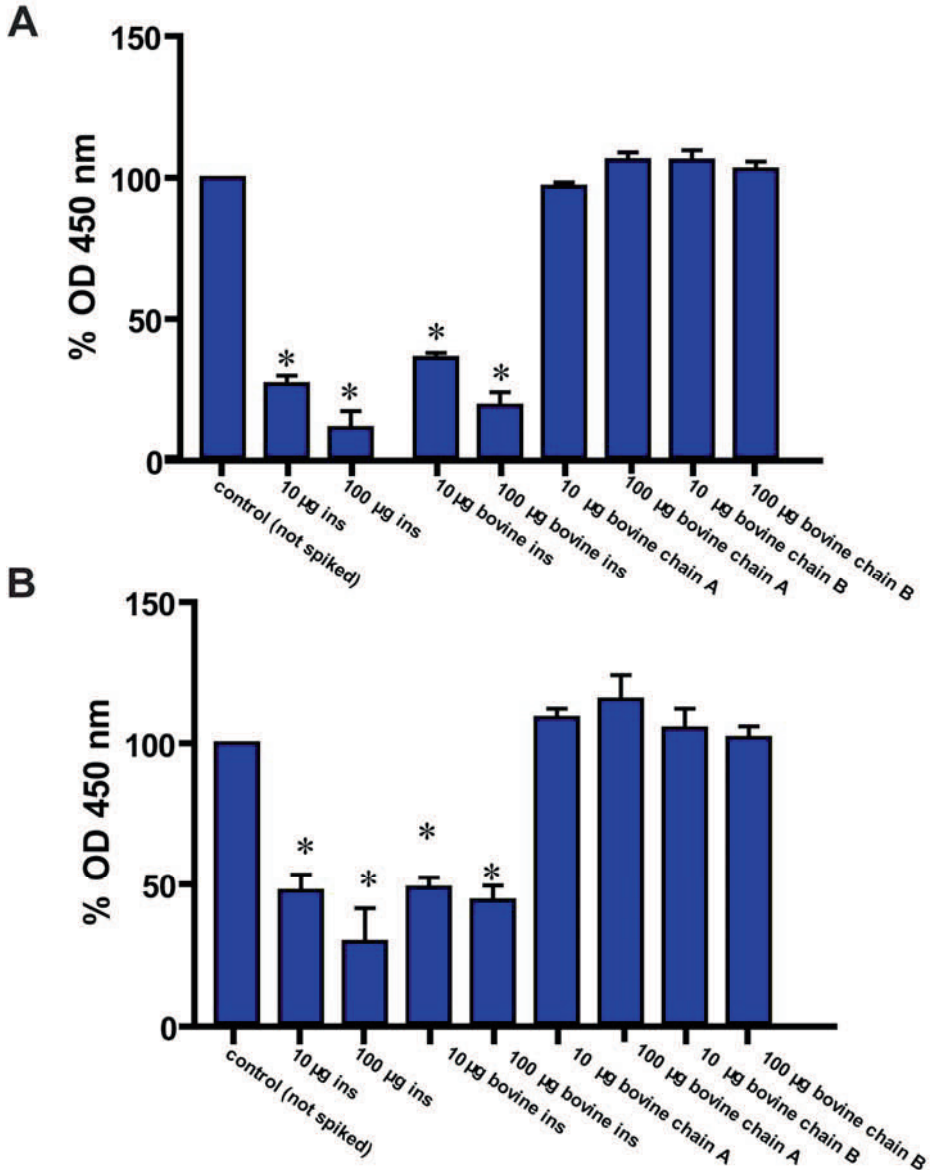 A
150
100
50
0
% OD 450 nm
*
*
*
*
control (not spiked)
10 µg ins
100 µg ins
10 µg bovine ins
100 µg bovine ins
10 µg bovine chain A
100 µg bovine chain A
10 µg bovine chain B
100 µg bovine chain B
B
150
100
50
0
% OD 450 nm
*
*
*
*
control (not spiked)
10 µg ins
100 µg ins
10 µg bovine ins
100 µg bovine ins
10 µg bovine chain A
100 µg bovine chain A
10 µg bovine chain B
100 µg bovine chain B